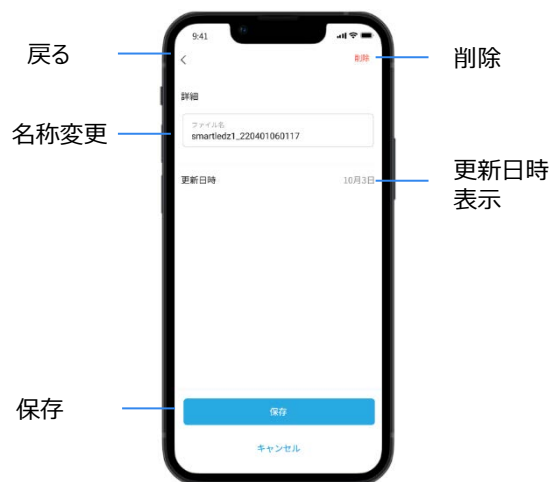 9:41
戻る
削除
削除
詳細
名称変更
ファイル名
smartledz1_220401060117
更新日時
10月3日
更新日時
表示
保存
保存
キャンセル